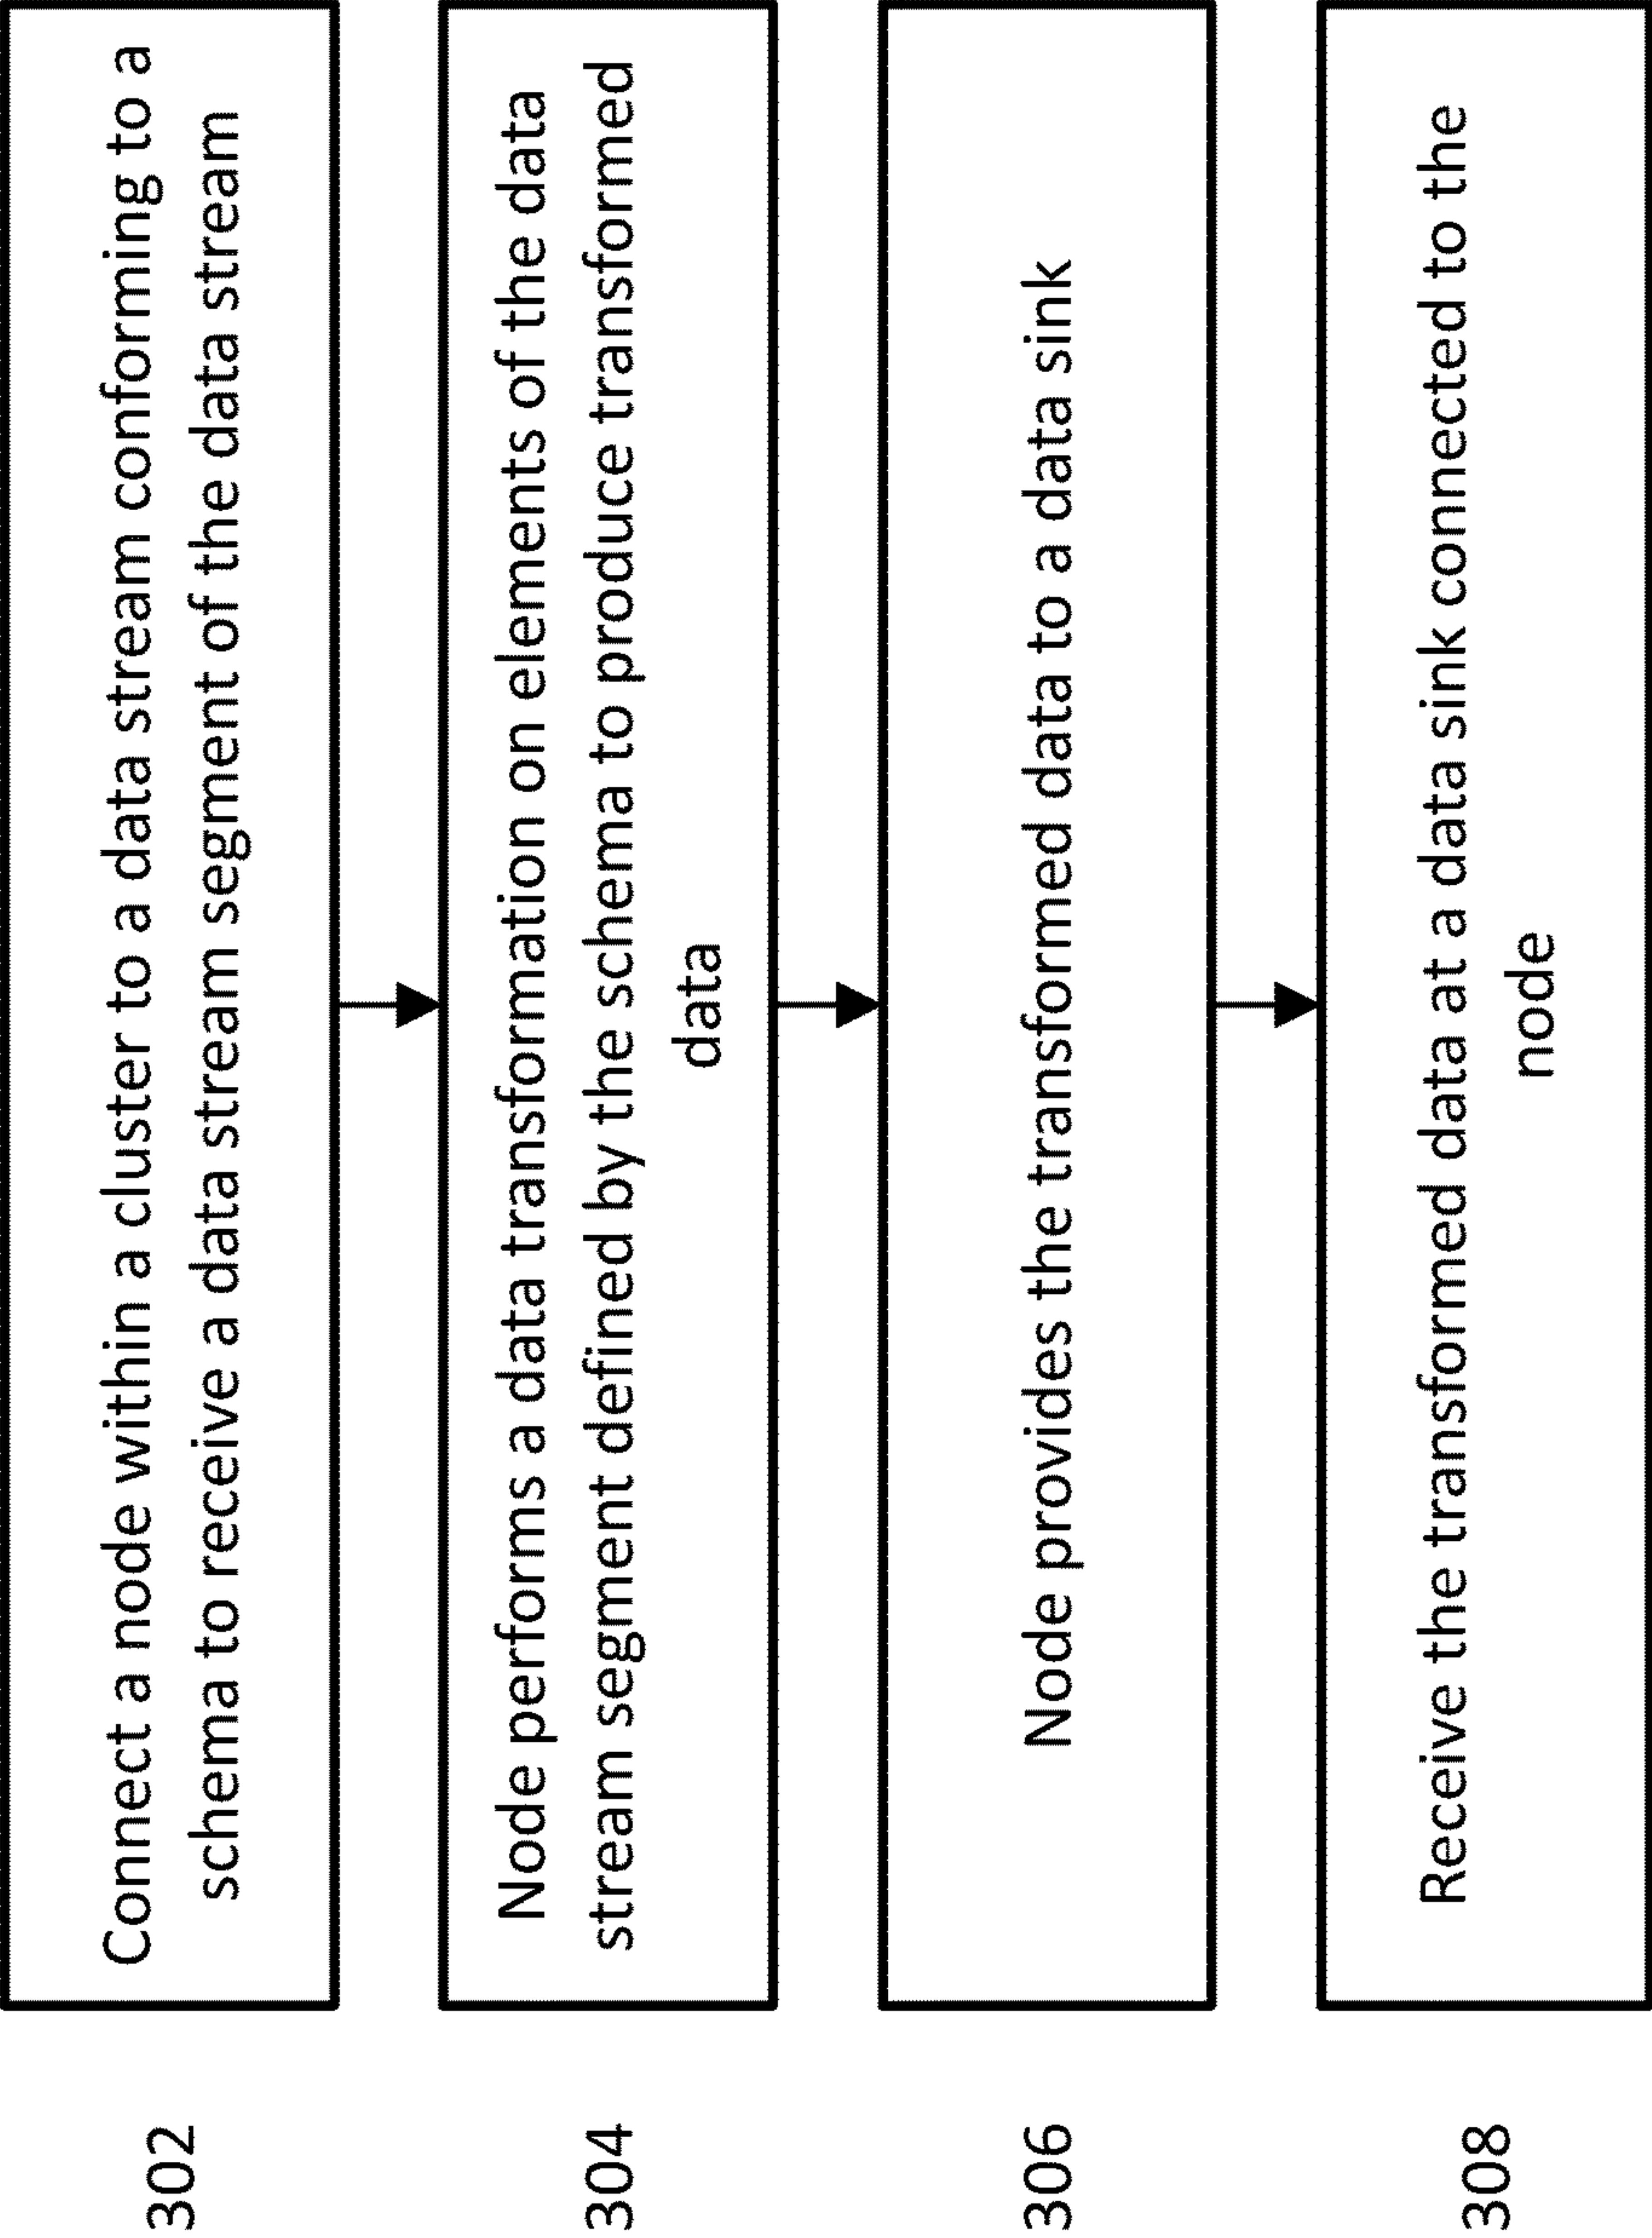 302
Connect a node within a cluster to a data stream conforming to a
schema to receive a data stream segment of the data stream
304
Node performs a data transformation on elements of the data
stream segment defined by the schema to produce transformed
data
306
Node provides the transformed data to a data sink
308
Receive the transformed data at a data sink connected to the
node